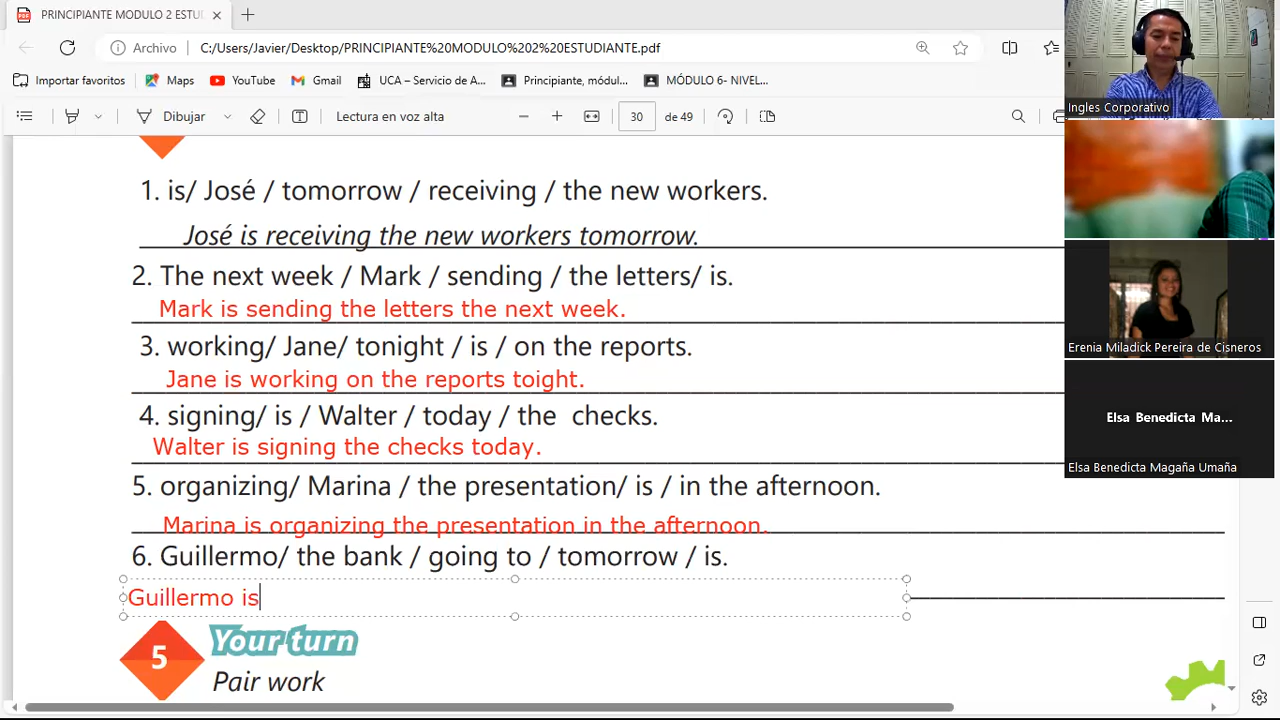 PRINCIPIANTE MODULO 2 ESTU
Archivo C:/Users/Javier/Desktop/PRINCIPIANTE%20MODULO%202%20ESTUDIANTE.pdf
Importar favoritos Maps YouTube Gmail UCA – Servicio de A... Principiante, módul... MÓDULO 6- NIVEL...
Dibujar Lectura en voz alta 30 de 49
1. is/ José / tomorrow / receiving / the new workers.
José is receiving the new workers tomorrow.
2. The next week / Mark / sending / the letters/ is.
Mark is sending the letters the next week.
3. working/ Jane/ tonight / is / on the reports.
Jane is working on the reports toight.
4. signing/ is / Walter / today / the checks.
Walter is signing the checks today.
5. organizing/ Marina / the presentation/ is / in the afternoon.
Marina is organizing the presentation in the afternoon.
6. Guillermo/ the bank / going to / tomorrow / is.
Guillermo is
5 Your turn
Pair work
Ingles Corporativo
Erenia Miladick Pereira de Cisneros
Elsa Benedicta Ma...
Elsa Benedicta Magaña Umaña